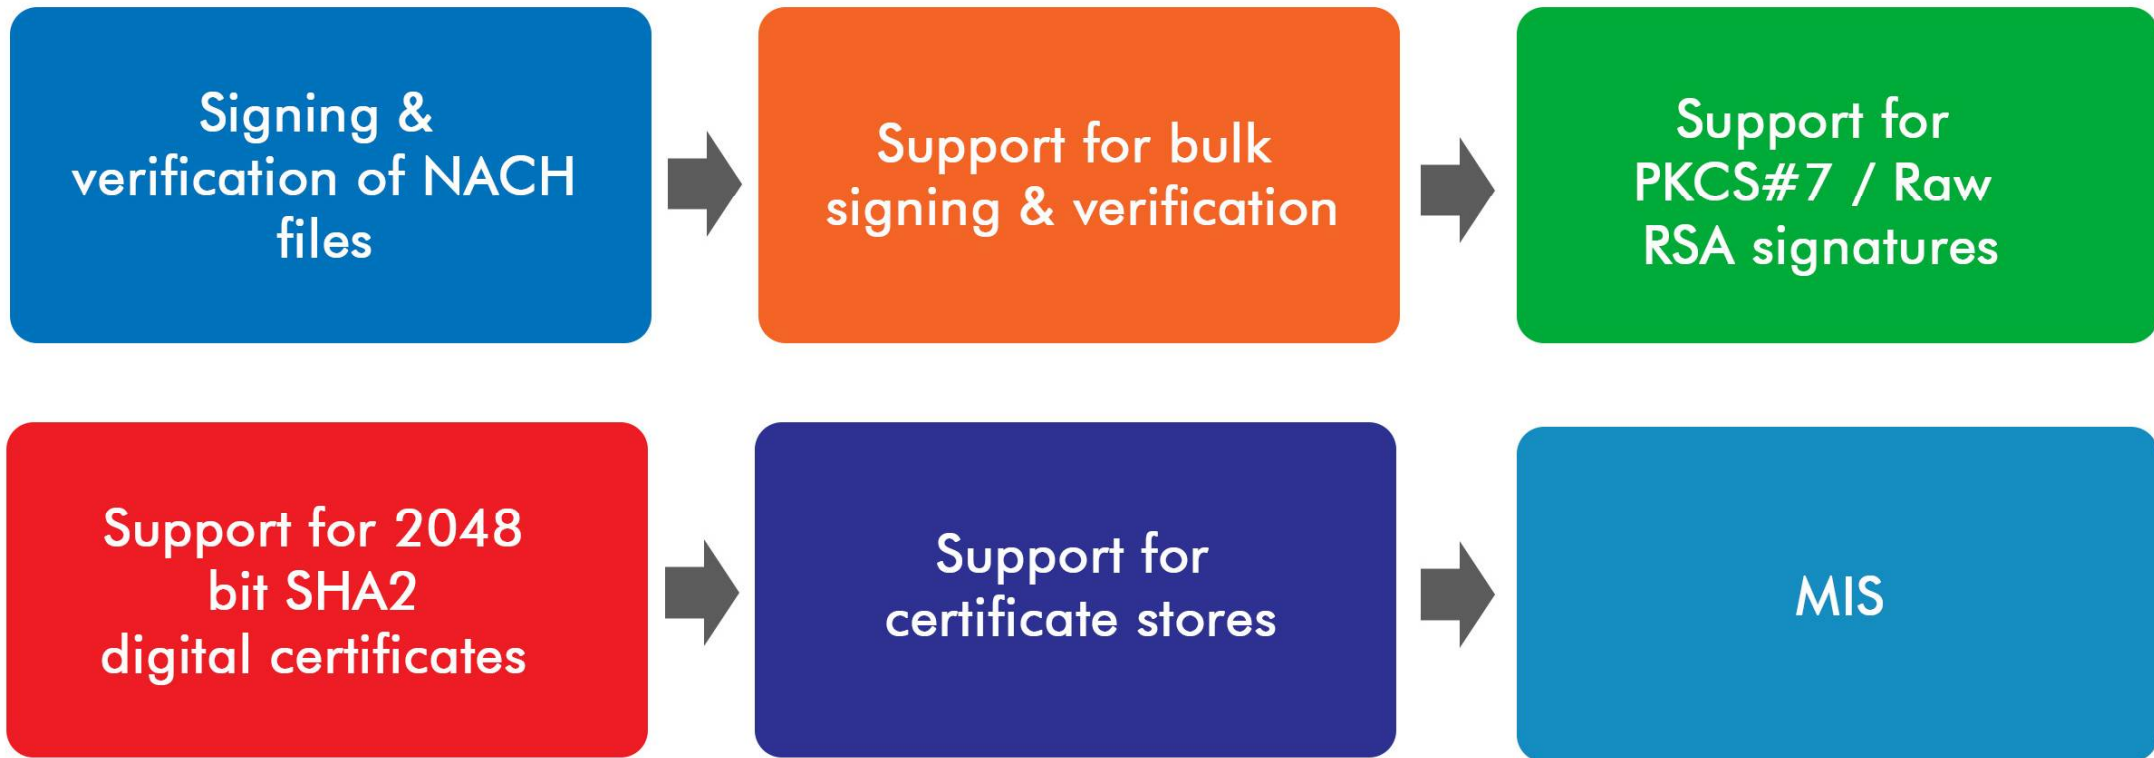 Signing &
verification of NACH
files
Support for bulk
signing & verification
Support for
PKCS#7 / Raw
RSA signatures
Support for 2048
bit SHA2
digital certificates
Support for
certificate stores
MIS